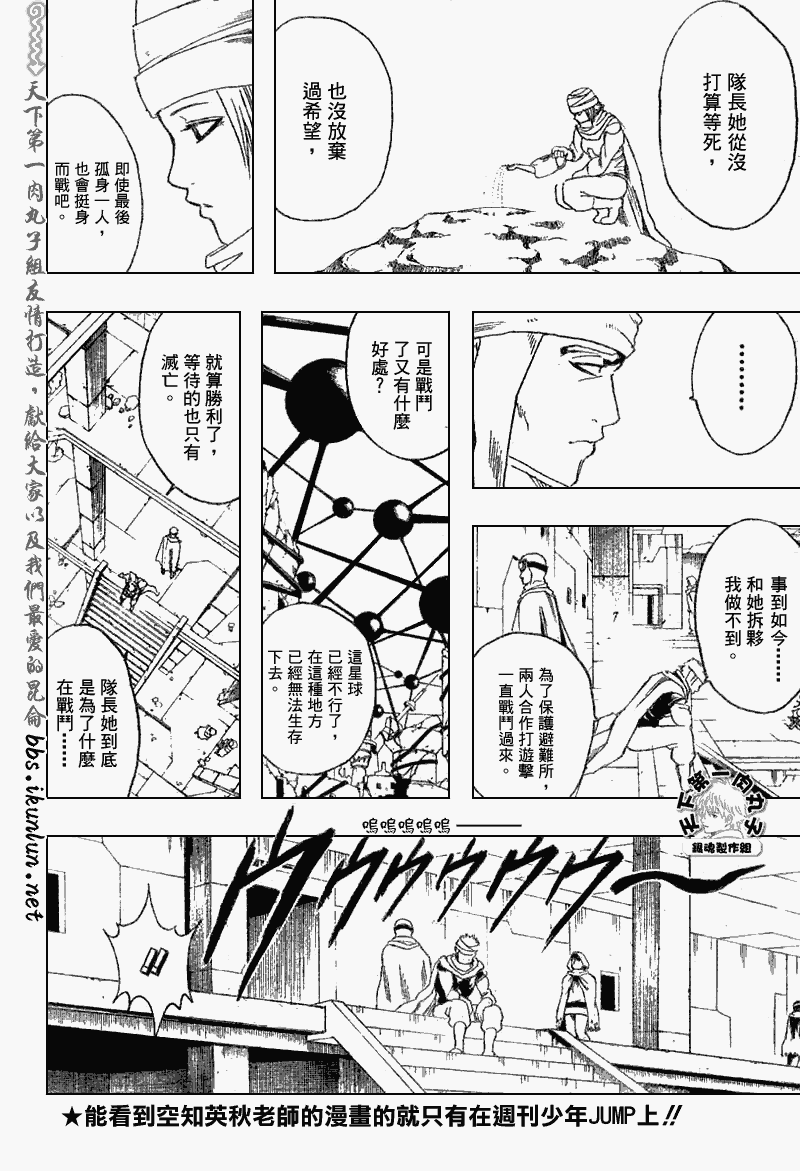 隊長她從沒
打算等死，
也沒放棄
過希望，
即使最後
孤身一人，
也會挺身
而戰吧。
………
事到如今…
和她拆夥
我做不到。
為了保護避難所，
兩人合作打遊擊
一直戰鬥過來。
可是戰鬥
了又有什麼
好處？
這星球
已經不行了，
在這種地方
已經無法生存
下去。
就算勝利了，
等待的也只有
滅亡。
隊長她到底
是為了什麼
在戰鬥……
嗚嗚嗚嗚嗚——
ウウウウウウ〜
!!
天下第一肉丸子
銀魂製作組
★能看到空知英秋老師的漫畫的就只有在週刊少年JUMP上!!
天下第一肉丸子組友情打造，獻給大家以及我們最愛的昆侖 bbs.ikunlun.net